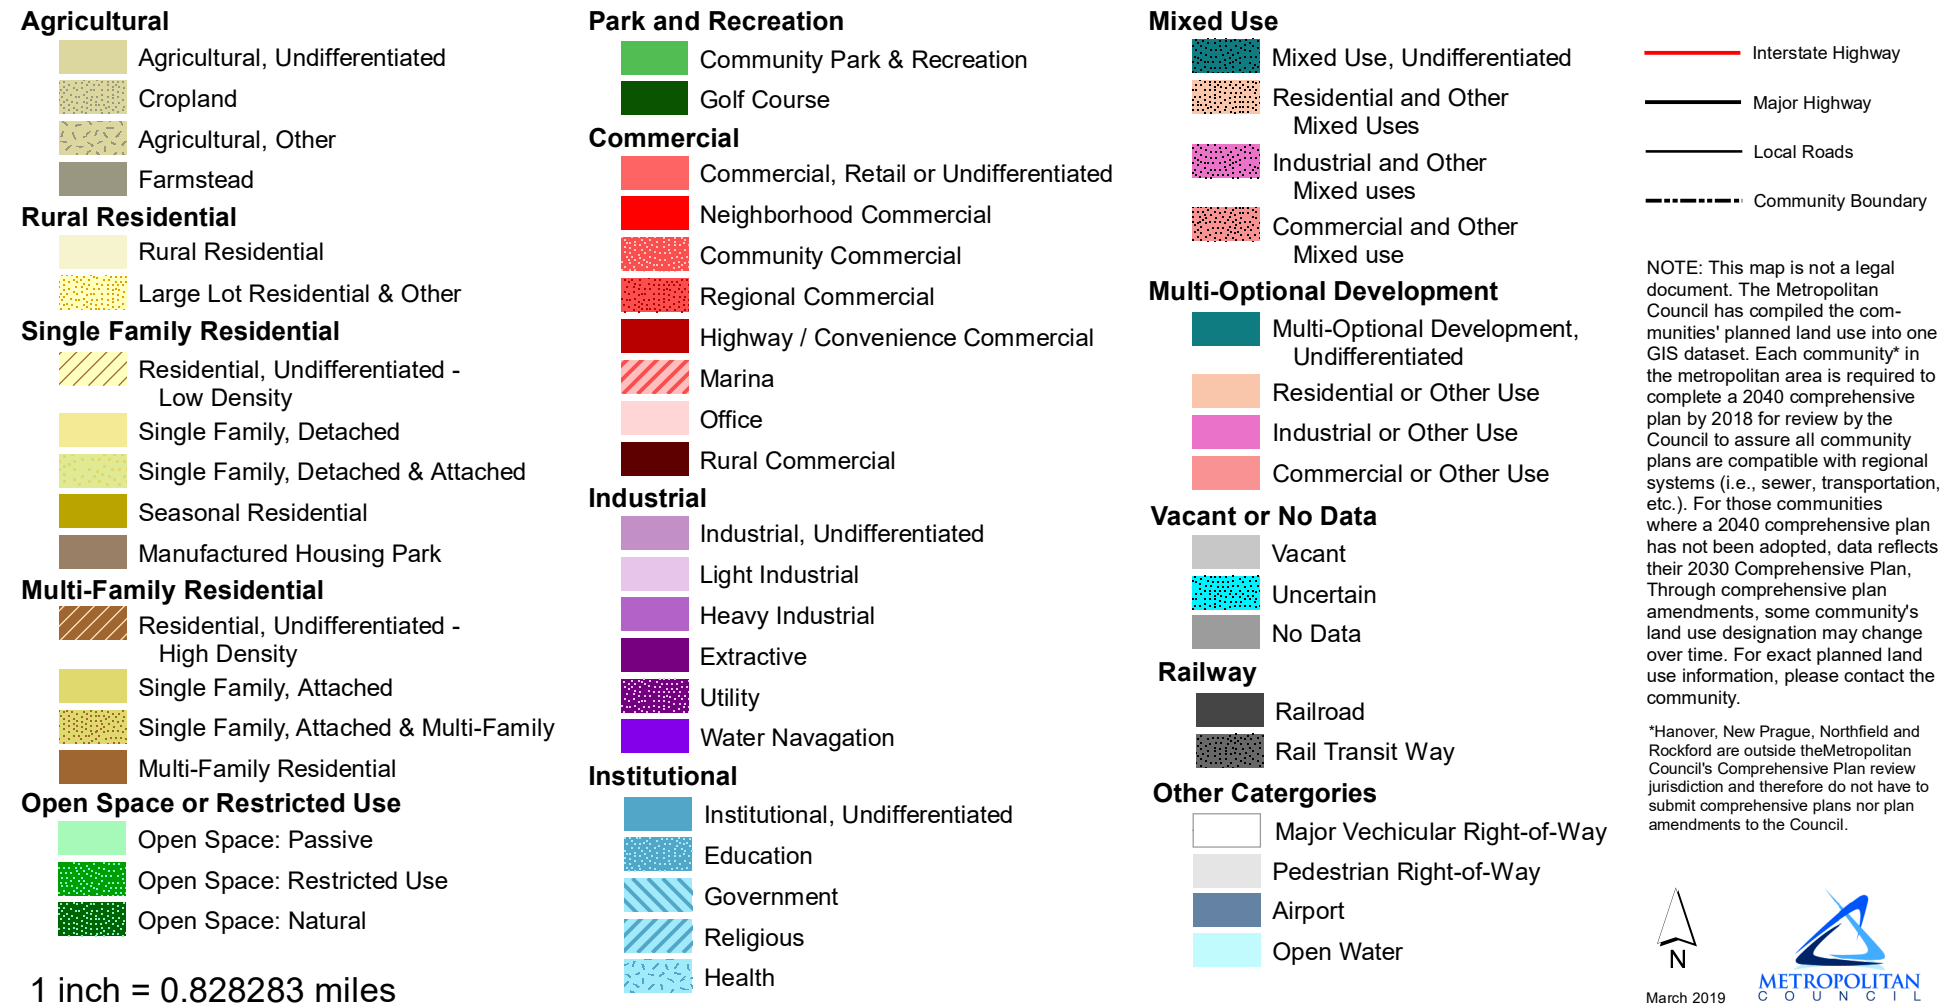 Agricultural
Agricultural, Undifferentiated
Cropland
Agricultural, Other
Farmstead
Rural Residential
Rural Residential
Large Lot Residential & Other
Single Family Residential
Residential, Undifferentiated -
Low Density
Single Family, Detached
Single Family, Detached & Attached
Seasonal Residential
Manufactured Housing Park
Multi-Family Residential
Residential, Undifferentiated -
High Density
Single Family, Attached
Single Family, Attached & Multi-Family
Multi-Family Residential
Open Space or Restricted Use
Open Space: Passive
Open Space: Restricted Use
Open Space: Natural
1 inch = 0.828283 miles
Park and Recreation
Community Park & Recreation
Golf Course
Commercial
Commercial, Retail or Undifferentiated
Neighborhood Commercial
Community Commercial
Regional Commercial
Highway / Convenience Commercial
Marina
Office
Rural Commercial
Industrial
Industrial, Undifferentiated
Light Industrial
Heavy Industrial
Extractive
Utility
Water Navagation
Institutional
Institutional, Undifferentiated
Education
Government
Religious
Health
Mixed Use
Mixed Use, Undifferentiated
Residential and Other
Mixed Uses
Industrial and Other
Mixed uses
Commercial and Other
Mixed use
Multi-Optional Development
Multi-Optional Development,
Undifferentiated
Residential or Other Use
Industrial or Other Use
Commercial or Other Use
Vacant or No Data
Vacant
Uncertain
No Data
Railway
Railroad
Rail Transit Way
Other Catergories
Major Vechicular Right-of-Way
Pedestrian Right-of-Way
Airport
Open Water
Interstate Highway
Major Highway
Local Roads
Community Boundary
NOTE: This map is not a legal
document. The Metropolitan
Council has compiled the com-
munities' planned land use into one
GIS dataset. Each community* in
the metropolitan area is required to
complete a 2040 comprehensive
plan by 2018 for review by the
Council to assure all community
plans are compatible with regional
systems (i.e., sewer, transportation,
etc.). For those communities
where a 2040 comprehensive plan
has not been adopted, data reflects
their 2030 Comprehensive Plan,
Through comprehensive plan
amendments, some community's
land use designation may change
over time. For exact planned land
use information, please contact the
community.
*Hanover, New Prague, Northfield and
Rockford are outside theMetropolitan
Council's Comprehensive Plan review
jurisdiction and therefore do not have to
submit comprehensive plans nor plan
amendments to the Council.
N
March 2019
METROPOLITAN
COUNCIL